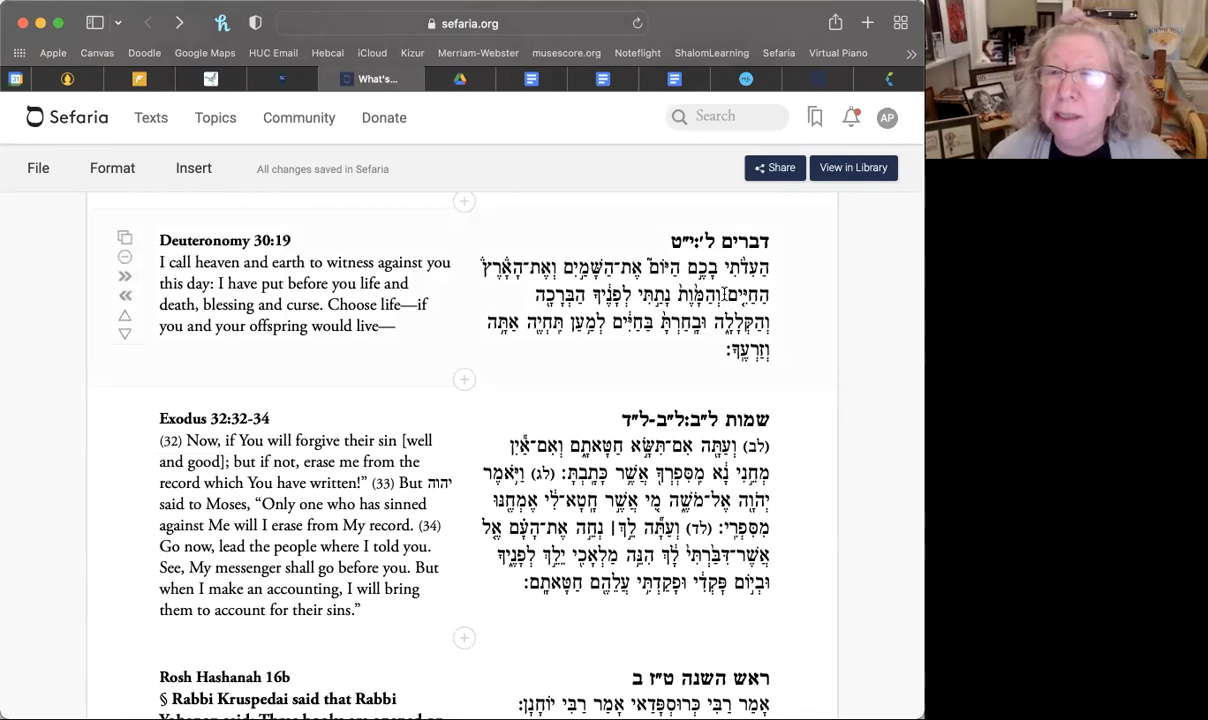 sefaria.org
Apple Canvas Doodle Google Maps HUC Email Hebcal iCloud Kizur Merriam-Webster musescore.org Noteflight ShalomLearning Sefaria Virtual Piano
What's...
Sefaria Texts Topics Community Donate Search AP
File Format Insert All changes saved in Sefaria Share View in Library
Deuteronomy 30:19
I call heaven and earth to witness against you
this day: I have put before you life and
death, blessing and curse. Choose life—if
you and your offspring would live—
דברים ל׳:י״ט
הַעִדֹ֨תִי בָכֶ֣ם הַיּוֹם֮ אֶת־הַשָּׁמַ֣יִם וְאֶת־הָאָ֒רֶץ֒
הַחַיִּ֤ים וְהַמָּ֙וֶת֙ נָתַ֣תִּי לְפָנֶ֔יךָ הַבְּרָכָ֖ה
וְהַקְּלָלָ֑ה וּבָֽחַרְתָּ֙ בַּחַיִּ֔ים לְמַ֥עַן תִּֽחְיֶ֖ה אַתָּ֥ה
וְזַרְעֶֽךָ׃
Exodus 32:32-34
(32) Now, if You will forgive their sin [well
and good]; but if not, erase me from the
record which You have written!” (33) But יהוה
said to Moses, “Only one who has sinned
against Me will I erase from My record. (34)
Go now, lead the people where I told you.
See, My messenger shall go before you. But
when I make an accounting, I will bring
them to account for their sins.”
שמות ל״ב:ל״ב-ל״ד
(לב) וְעַתָּ֖ה אִם־תִּשָּׂ֣א חַטָּאתָ֑ם וְאִם־אַ֕יִן
מְחֵ֣נִי נָ֔א מִֽסִּפְרְךָ֖ אֲשֶׁ֥ר כָּתָֽבְתָּ׃ (לג) וַיֹּ֥אמֶר
יְהֹוָ֖ה אֶל־מֹשֶׁ֑ה מִ֚י אֲשֶׁ֣ר חָֽטָא־לִ֔י אֶמְחֶ֖נּוּ
מִסִּפְרִֽי׃ (לד) וְעַתָּ֞ה לֵ֣ךְ ׀ נְחֵ֣ה אֶת־הָעָ֗ם אֶ֤ל
אֲשֶׁר־דִּבַּ֙רְתִּי֙ לָ֔ךְ הִנֵּ֥ה מַלְאָכִ֖י יֵלֵ֣ךְ לְפָנֶ֑יךָ
וּבְי֣וֹם פׇּקְדִ֔י וּפָקַדְתִּ֥י עֲלֵהֶ֖ם חַטָּאתָֽם׃
Rosh Hashanah 16b
§ Rabbi Kruspedai said that Rabbi
ראש השנה ט״ז ב
אָמַר רַבִּי כְּרוּסְפָּדַאי אָמַר רַבִּי יוֹחָנָן: